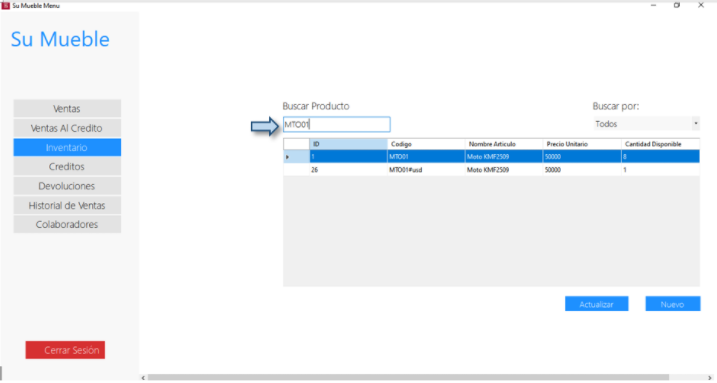 Su Mueble Menu
Su Mueble
Ventas
Ventas Al Credito
Inventario
Creditos
Devoluciones
Historial de Ventas
Colaboradores
Cerrar Sesión
Buscar Producto
Buscar por:
MTO01
Todos
ID Codigo Nombre Articulo Precio Unitario Cantidad Disponible
1 MTO01 Moto KMF2509 50000 8
26 MTO01#usd Moto KMF2509 50000 1
Actualizar
Nuevo